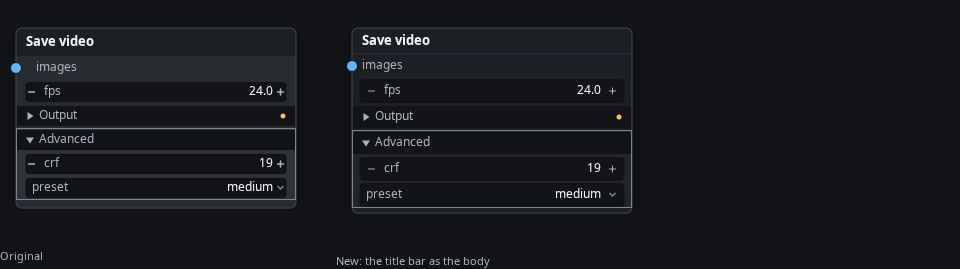 Save video
images
− fps 24.0 +
Output
Advanced
− crf 19 +
preset medium
Original
Save video
images
− fps 24.0 +
Output
Advanced
− crf 19 +
preset medium
New: the title bar as the body